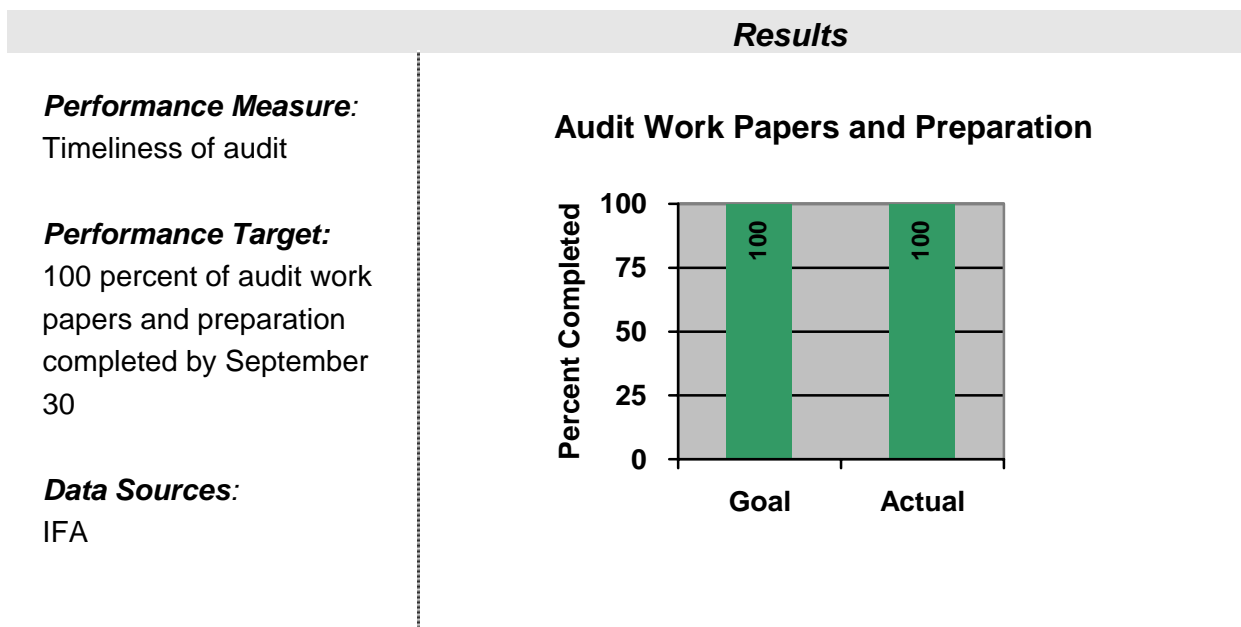 Results
Performance Measure:
Timeliness of audit
Performance Target:
100 percent of audit work
papers and preparation
completed by September
30
Data Sources:
IFA
Audit Work Papers and Preparation
Percent Completed
100
75
50
25
0
100
100
Goal
Actual